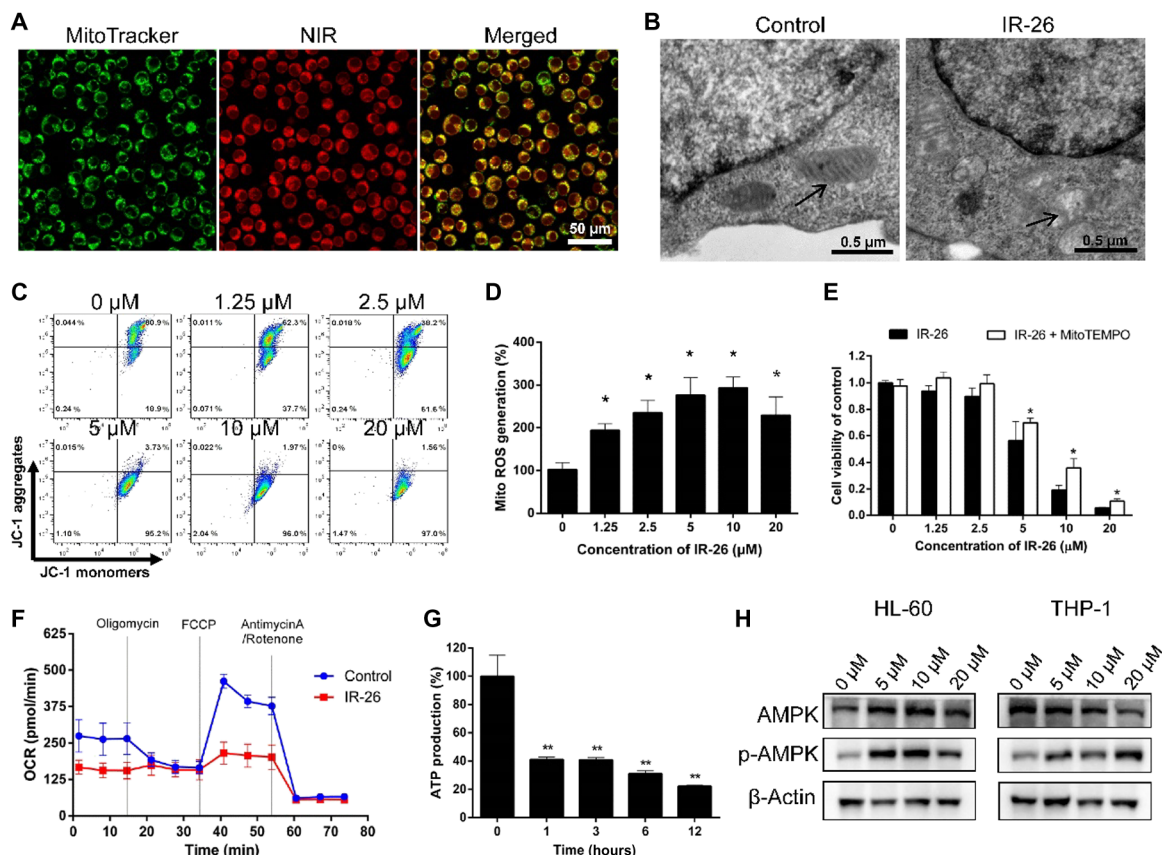 A
MitoTracker
NIR
Merged
50 µm
B
Control
IR-26
0.5 µm
0.5 µm
C
0 µM
1.25 µM
2.5 µM
0.044 %
0.011 %
62.3 %
0.018 %
38.2 %
0.24 %
0.071 %
37.7 %
0.24 %
61.6 %
5 µM
10 µM
20 µM
0.015 %
3.73 %
0.022 %
1.97 %
0%
1.56 %
1.10 %
95.2 %
2.04 %
96.0 %
1.47 %
97.0 %
JC-1 aggregates
JC-1 monomers
D
Mito ROS generation (%)
400
300
200
100
0
* * * * *
0 1.25 2.5 5 10 20
Concentration of IR-26 (µM)
E
IR-26
IR-26 + MitoTEMPO
Cell viability of control
1.2
1.0
0.8
0.6
0.4
0.2
0.0
* * *
0 1.25 2.5 5 10 20
Concentration of IR-26 (µM)
F
Oligomycin
FCCP
AntimycinA
/Rotenone
Control
IR-26
OCR (pmol/min)
625
500
375
250
125
0
0 10 20 30 40 50 60 70 80
Time (min)
G
ATP production (%)
120
100
80
60
40
20
0
** ** ** **
0 1 3 6 12
Time (hours)
H
HL-60
THP-1
0 µM 5 µM 10 µM 20 µM
0 µM 5 µM 10 µM 20 µM
AMPK
p-AMPK
β-Actin